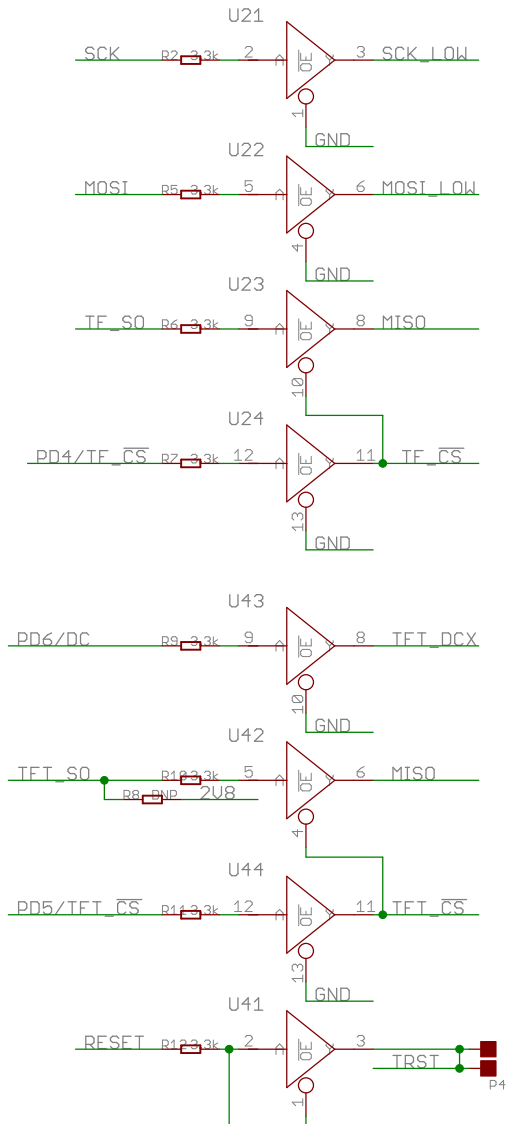 U21
SCK R2 3.3k 2 A OE Y 3 SCK_LOW
1
GND
U22
MOSI R5 3.3k 5 A OE Y 6 MOSI_LOW
4
GND
U23
TF_SO R6 3.3k 9 A OE Y 8 MISO
10
U24
PD4/TF_CS R7 3.3k 12 A OE Y 11 TF_CS
13
GND
U43
PD6/DC R9 3.3k 9 A OE Y 8 TFT_DCX
10
GND
U42
TFT_SO R10 3.3k 5 A OE Y 6 MISO
R8 DNP 2V8
4
U44
PD5/TFT_CS R11 3.3k 12 A OE Y 11 TFT_CS
13
GND
U41
RESET R12 3.3k 2 A OE Y 3
TRST
P4
1